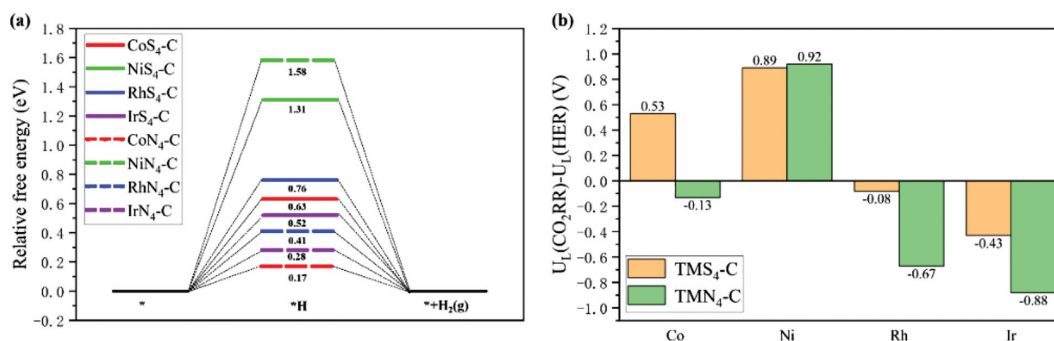 (a)
Relative free energy (eV)
1.8
1.6
1.4
1.2
1.0
0.8
0.6
0.4
0.2
0.0
-0.2
CoS4-C
NiS4-C
RhS4-C
IrS4-C
CoN4-C
NiN4-C
RhN4-C
IrN4-C
1.58
1.31
0.76
0.63
0.52
0.41
0.28
0.17
* *H *+H2(g)
(b)
UL(CO2RR)-UL(HER) (V)
1.0
0.8
0.6
0.4
0.2
0.0
-0.2
-0.4
-0.6
-0.8
-1.0
0.53
-0.13
0.89
0.92
-0.08
-0.67
-0.43
-0.88
TMS4-C
TMN4-C
Co Ni Rh Ir